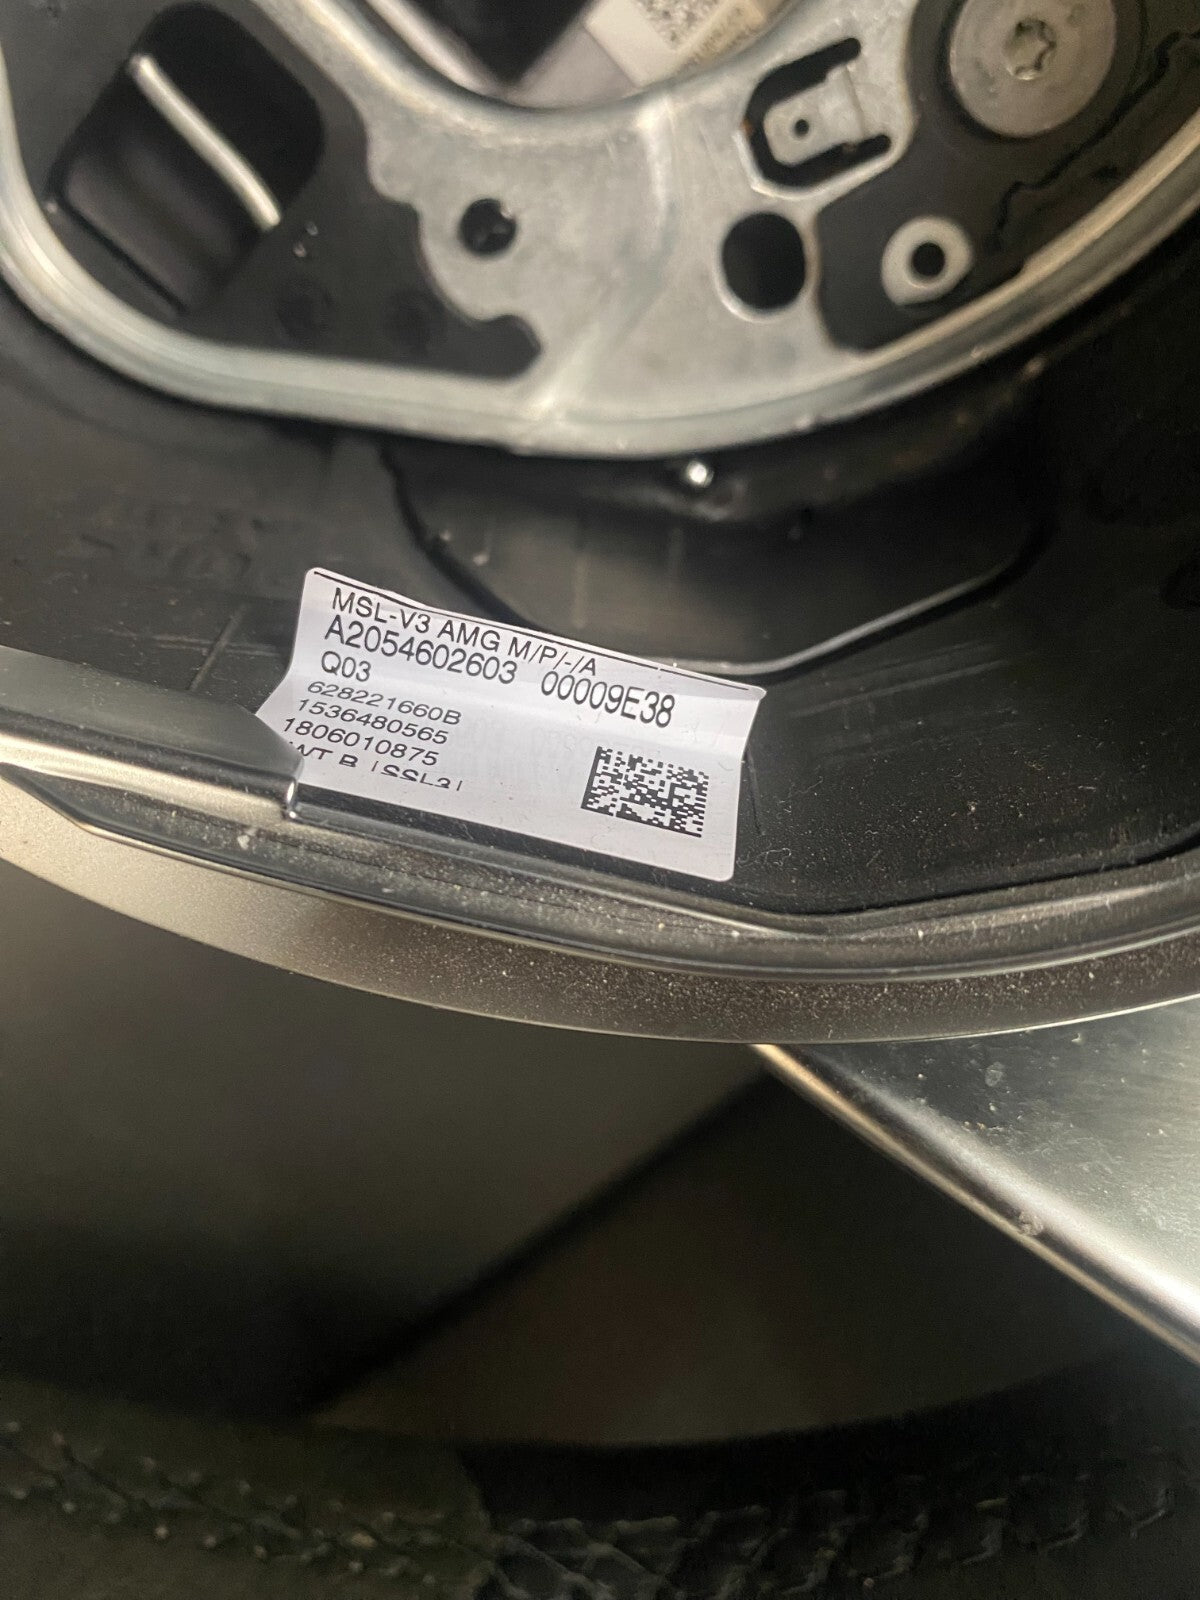 MSL-V3 AMG M/P/-/A
A2054602603 00009E38
Q03
628221660B
1536480565
1806010875